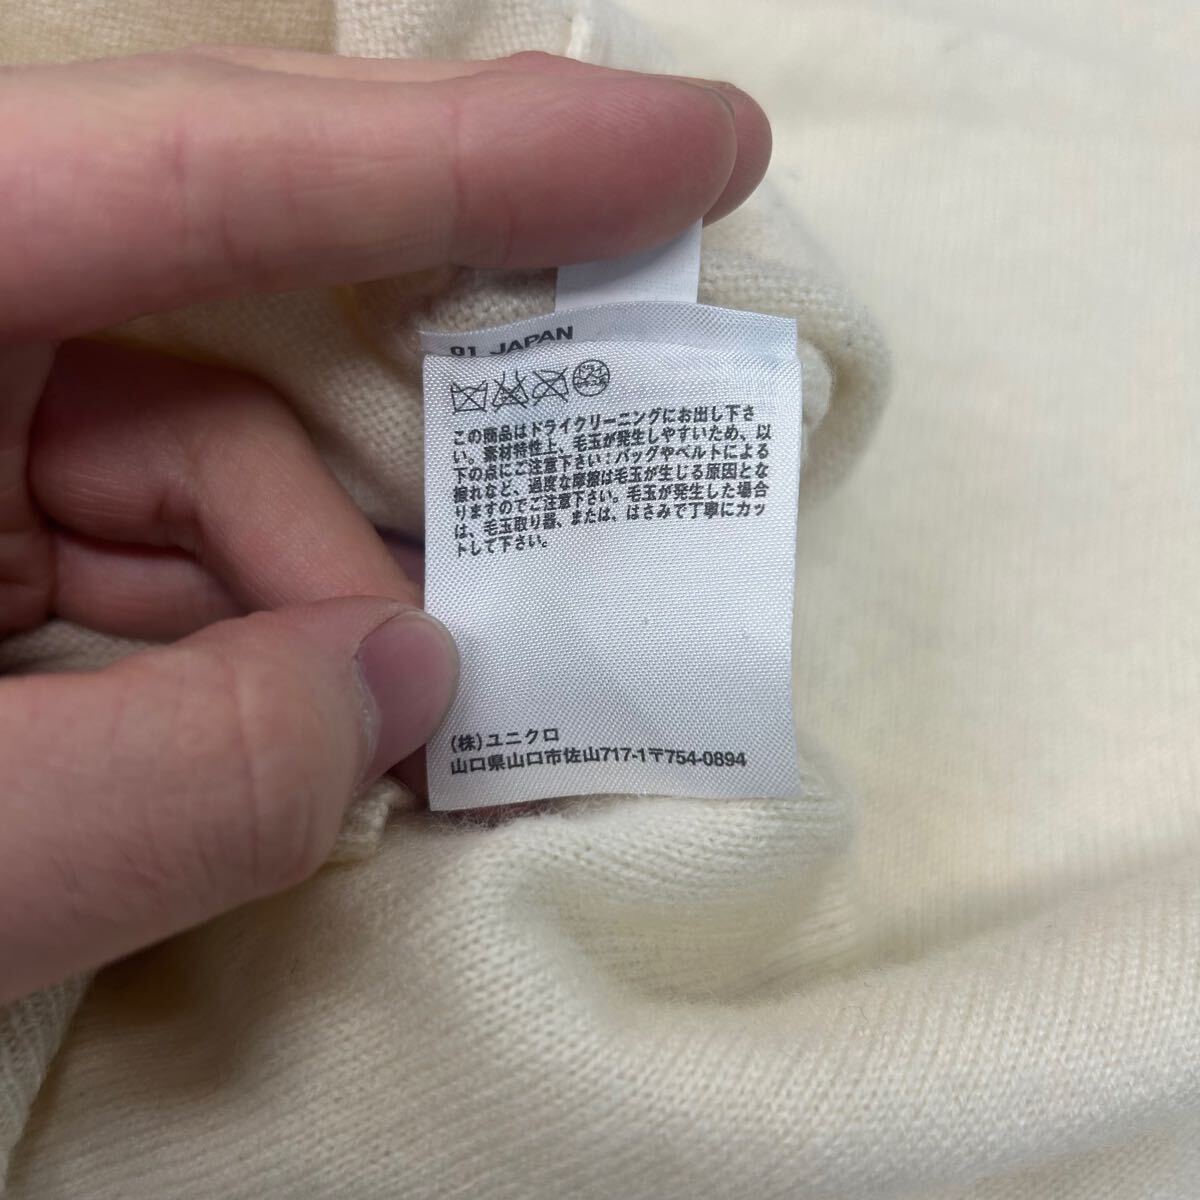 01 JAPAN
この商品はドライクリーニングにお出し下さ
い。素材特性上、毛玉が発生しやすいため、以
下の点にご注意下さい:バッグやベルトによる
擦れなど、過度な摩擦は毛玉が生じる原因とな
りますのでご注意下さい。毛玉が発生した場合
は、毛玉取り器、または、はさみで丁寧にカッ
トして下さい。
(株)ユニクロ
山口県山口市佐山717-1〒754-0894